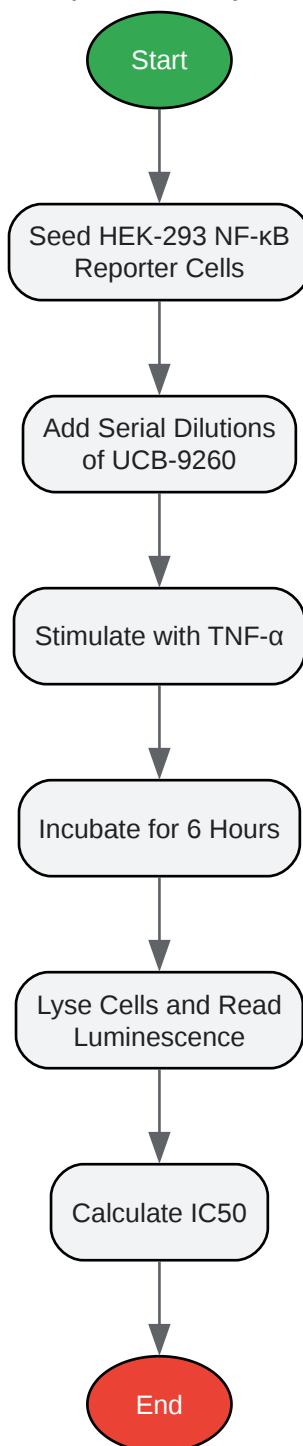 Start
Seed HEK-293 NF-κB
Reporter Cells
Add Serial Dilutions
of UCB-9260
Stimulate with TNF-α
Incubate for 6 Hours
Lyse Cells and Read
Luminescence
Calculate IC50
End